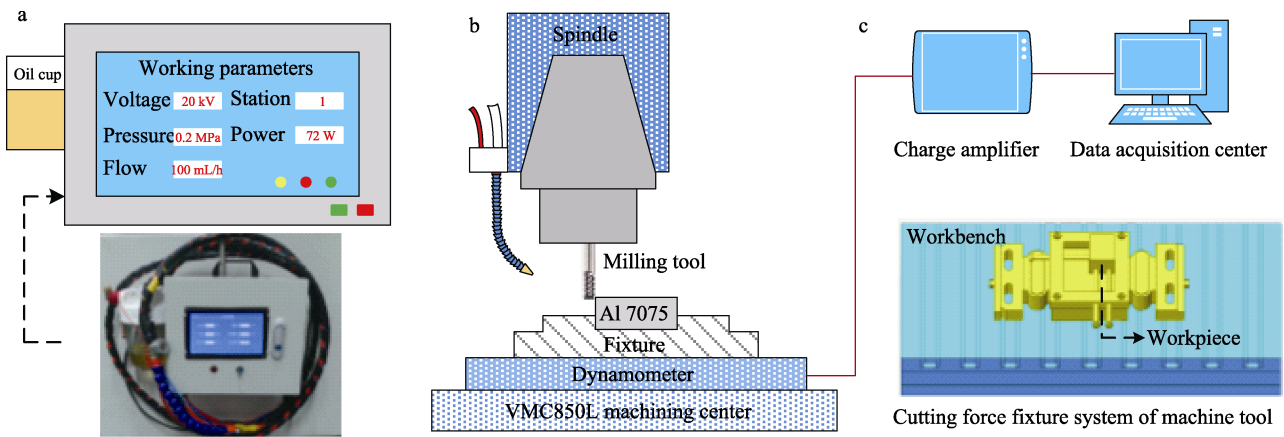 a
Oil cup
Working parameters
Voltage 20 kV Station 1
Pressure 0.2 MPa Power 72 W
Flow 100 mL/h
b
Spindle
Milling tool
Al 7075
Fixture
Dynamometer
VMC850L machining center
c
Charge amplifier
Data acquisition center
Workbench
Workpiece
Cutting force fixture system of machine tool